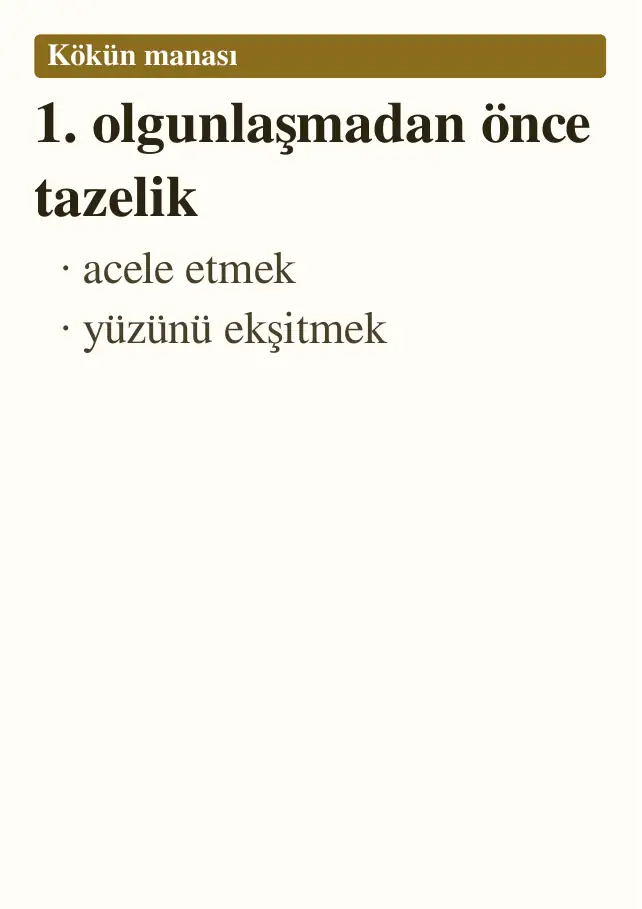 Kökün manası
1. olgunlaşmadan önce
tazelik
· acele etmek
· yüzünü ekşitmek